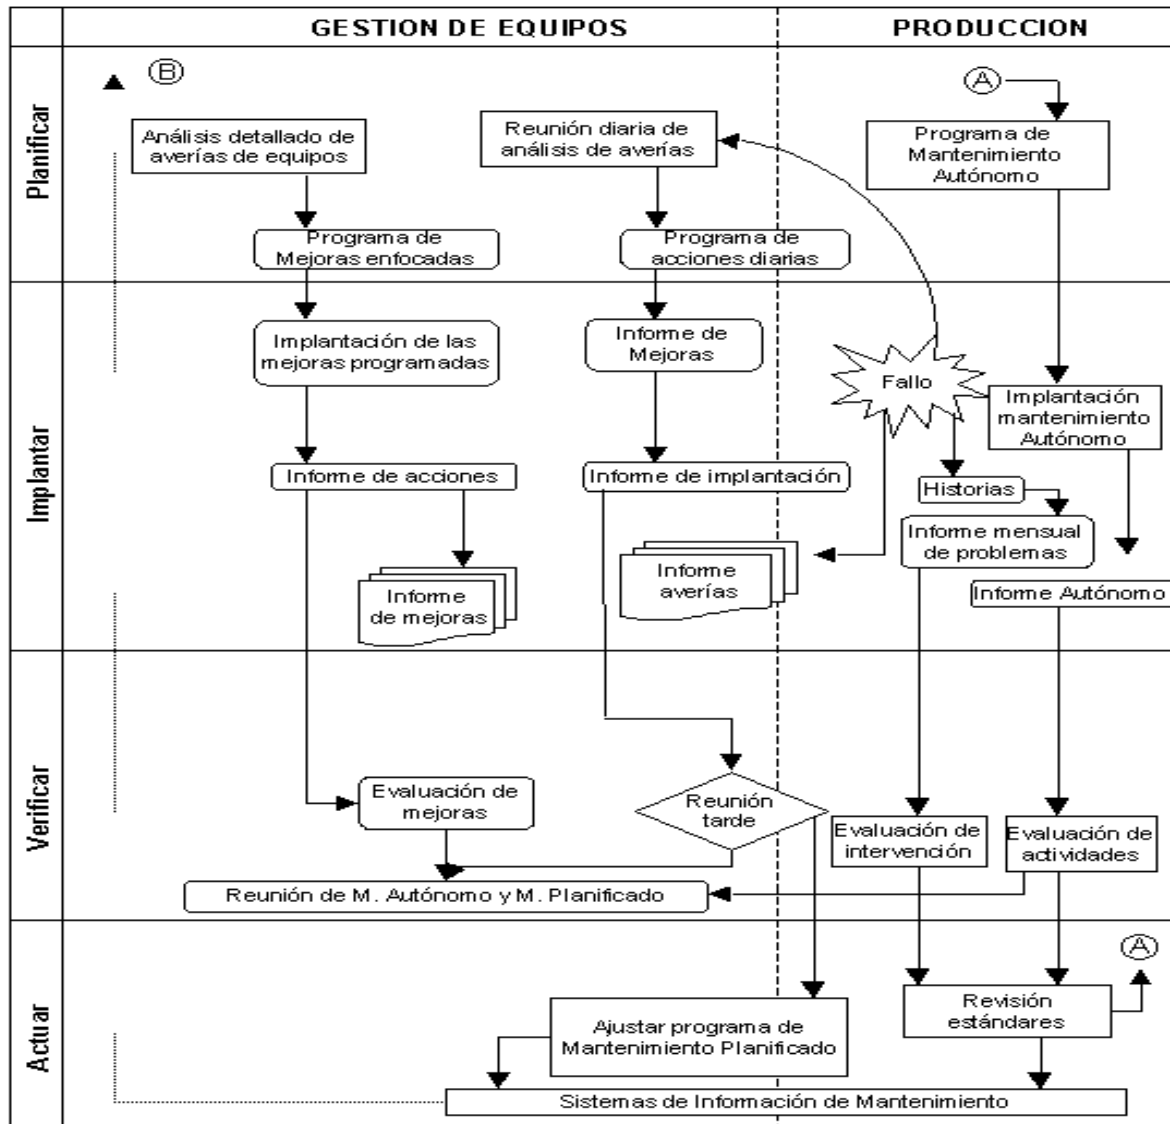 GESTION DE EQUIPOS
PRODUCCION
Planificar
B
A
Análisis detallado de
averías de equipos
Reunión diaria de
análisis de averías
Programa de
Mantenimiento
Autónomo
Programa de
Mejoras enfocadas
Programa de
acciones diarias
Implantar
Implantación de las
mejoras programadas
Informe de
Mejoras
Fallo
Implantación
mantenimiento
Autónomo
Informe de acciones
Informe de implantación
Historias
Informe mensual
de problemas
Informe
de mejoras
Informe
averías
Informe Autónomo
Verificar
Evaluación de
mejoras
Reunión
tarde
Evaluación de
intervención
Evaluación de
actividades
Reunión de M. Autónomo y M. Planificado
Actuar
A
Ajustar programa de
Mantenimiento Planificado
Revisión
estándares
Sistemas de Información de Mantenimiento